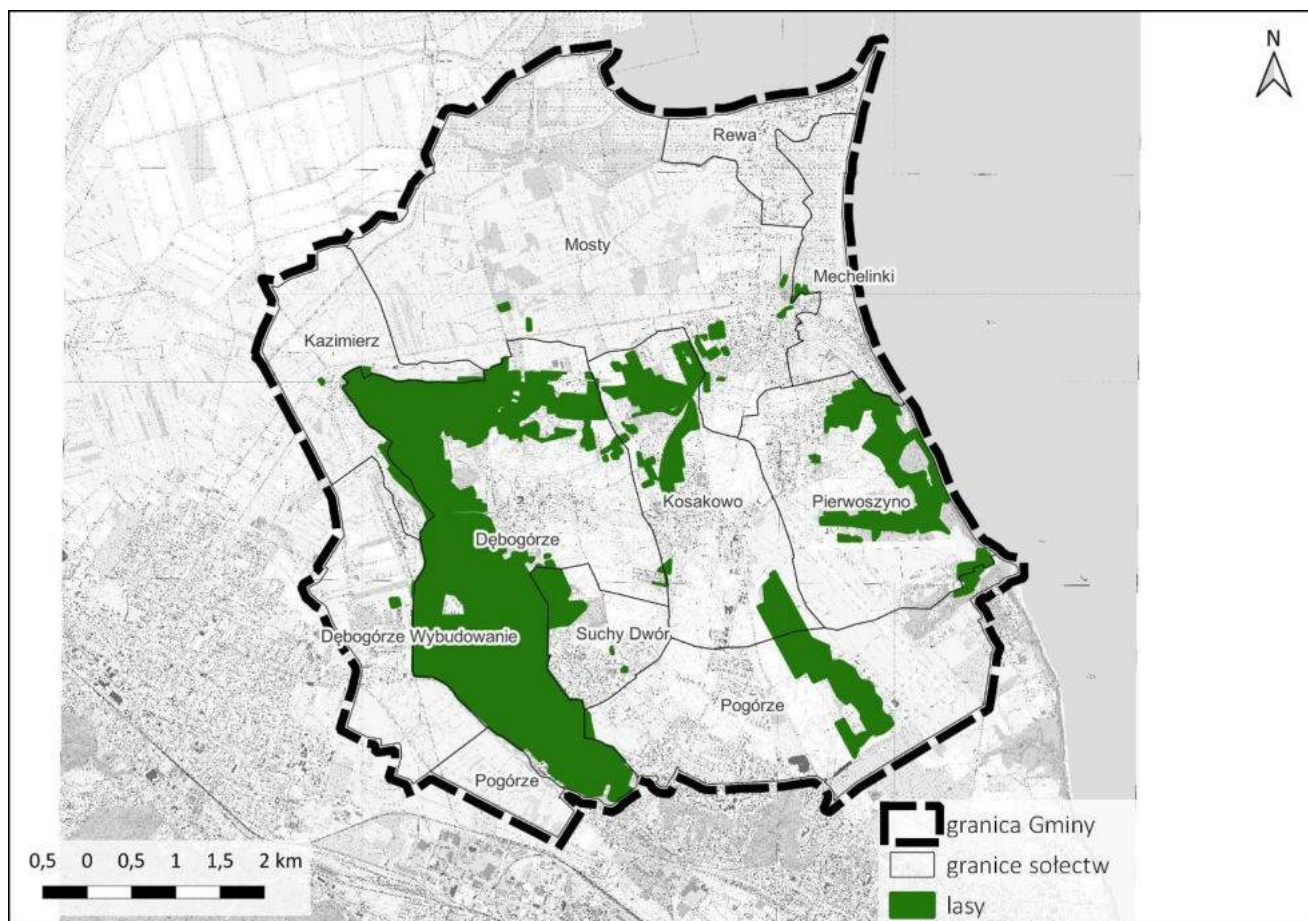 N
Rewa
Mosty
Mechelinki
Kazimierz
Kosakowo
Pierwoszyno
Dębogórze
Dębogórze Wybudowanie
Suchy Dwór
Pogórze
Pogórze
granica Gminy
0,5 0 0,5 1 1,5 2 km
granice sołectw
lasy